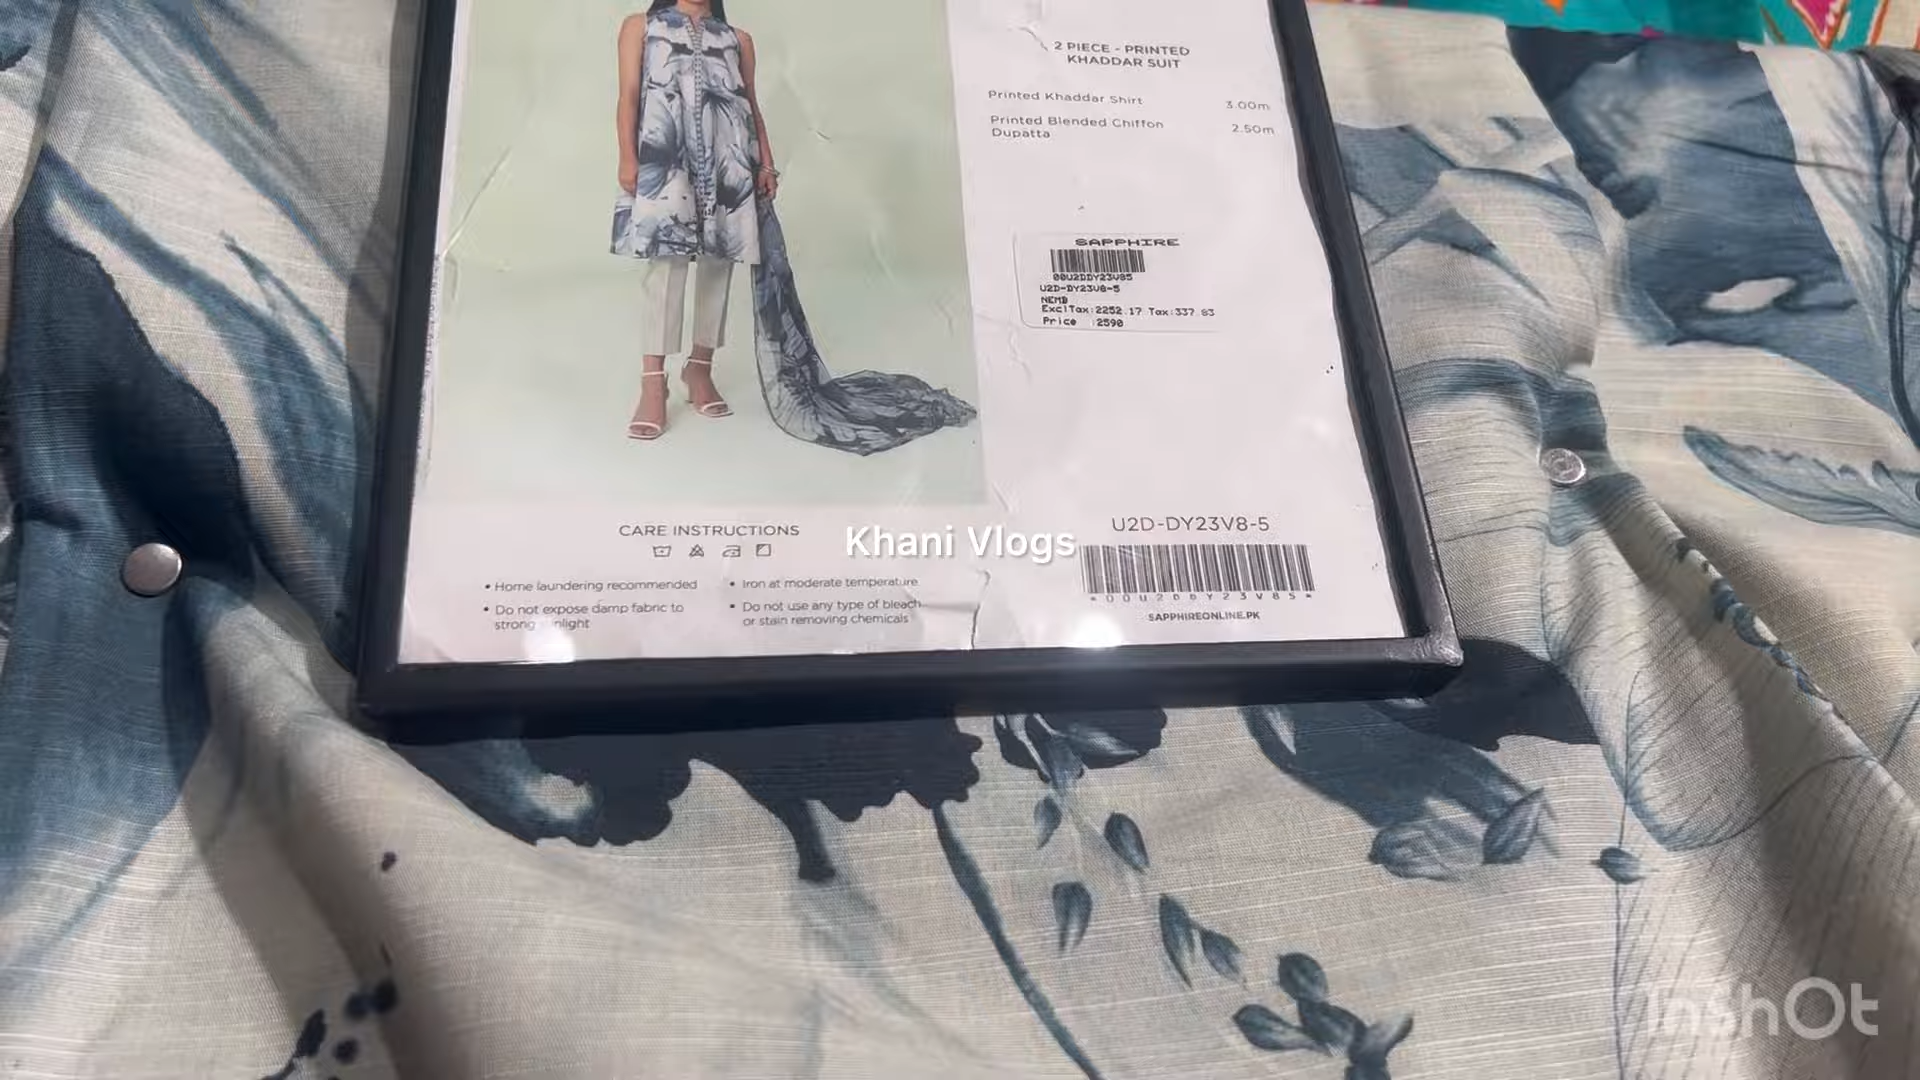 2 PIECE - PRINTED
KHADDAR SUIT
Printed Khaddar Shirt 3.00m
Printed Blended Chiffon
Dupatta 2.50m
SAPPHIRE
00U2DDY23V85
U2D-DY23V8-5
NEMB
ExclTax:2252.17 Tax:337.83
Price :2590
CARE INSTRUCTIONS
• Home laundering recommended
• Do not expose damp fabric to
strong
• Iron at moderate temperature
• Do not use any type of bleach
or stain removing chemicals
Khani Vlogs
U2D-DY23V8-5
*00U2DDY23V85*
SAPPHIREONLINE.PK
InShOt